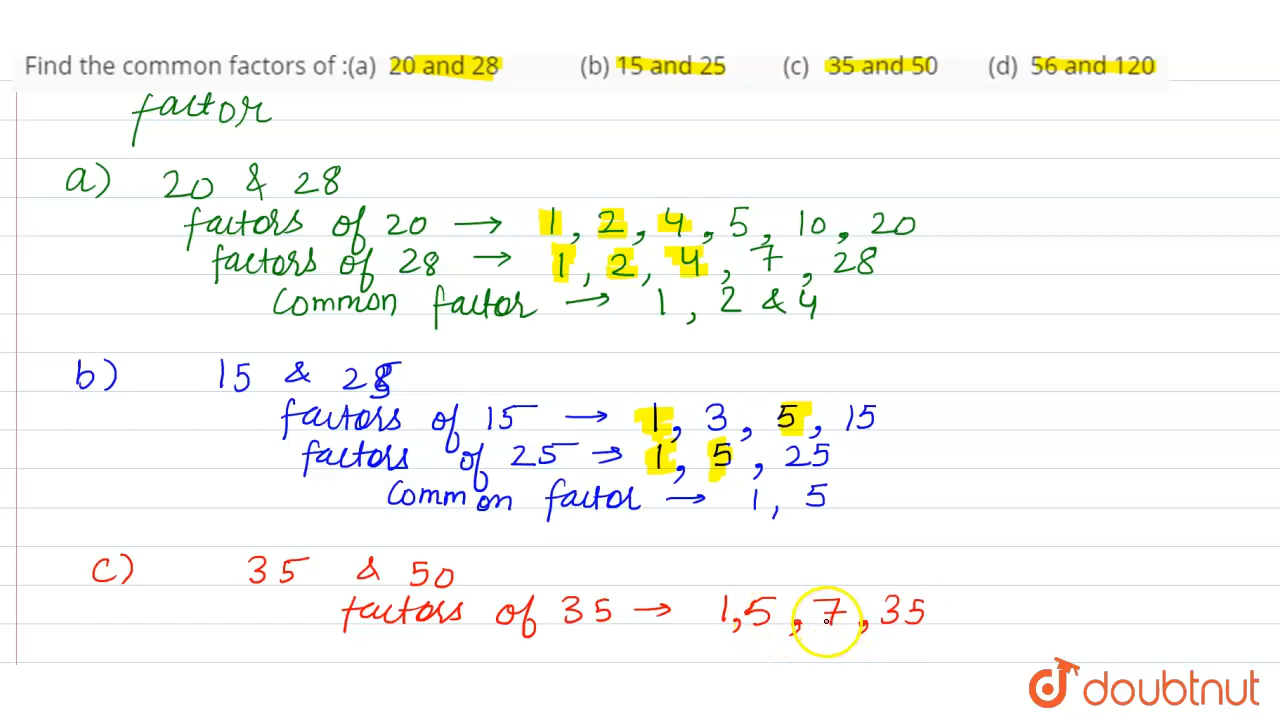 Find the common factors of :(a) 20 and 28 (b) 15 and 25 (c) 35 and 50 (d) 56 and 120
factor
a) 20 & 28
factors of 20 → 1, 2, 4, 5, 10, 20
factors of 28 → 1, 2, 4, 7, 28
Common factor → 1, 2 & 4
b) 15 & 25
factors of 15 → 1, 3, 5, 15
factors of 25 → 1, 5, 25
Common factor → 1, 5
c) 35 & 50
factors of 35 → 1,5, 7, 35
doubtnut